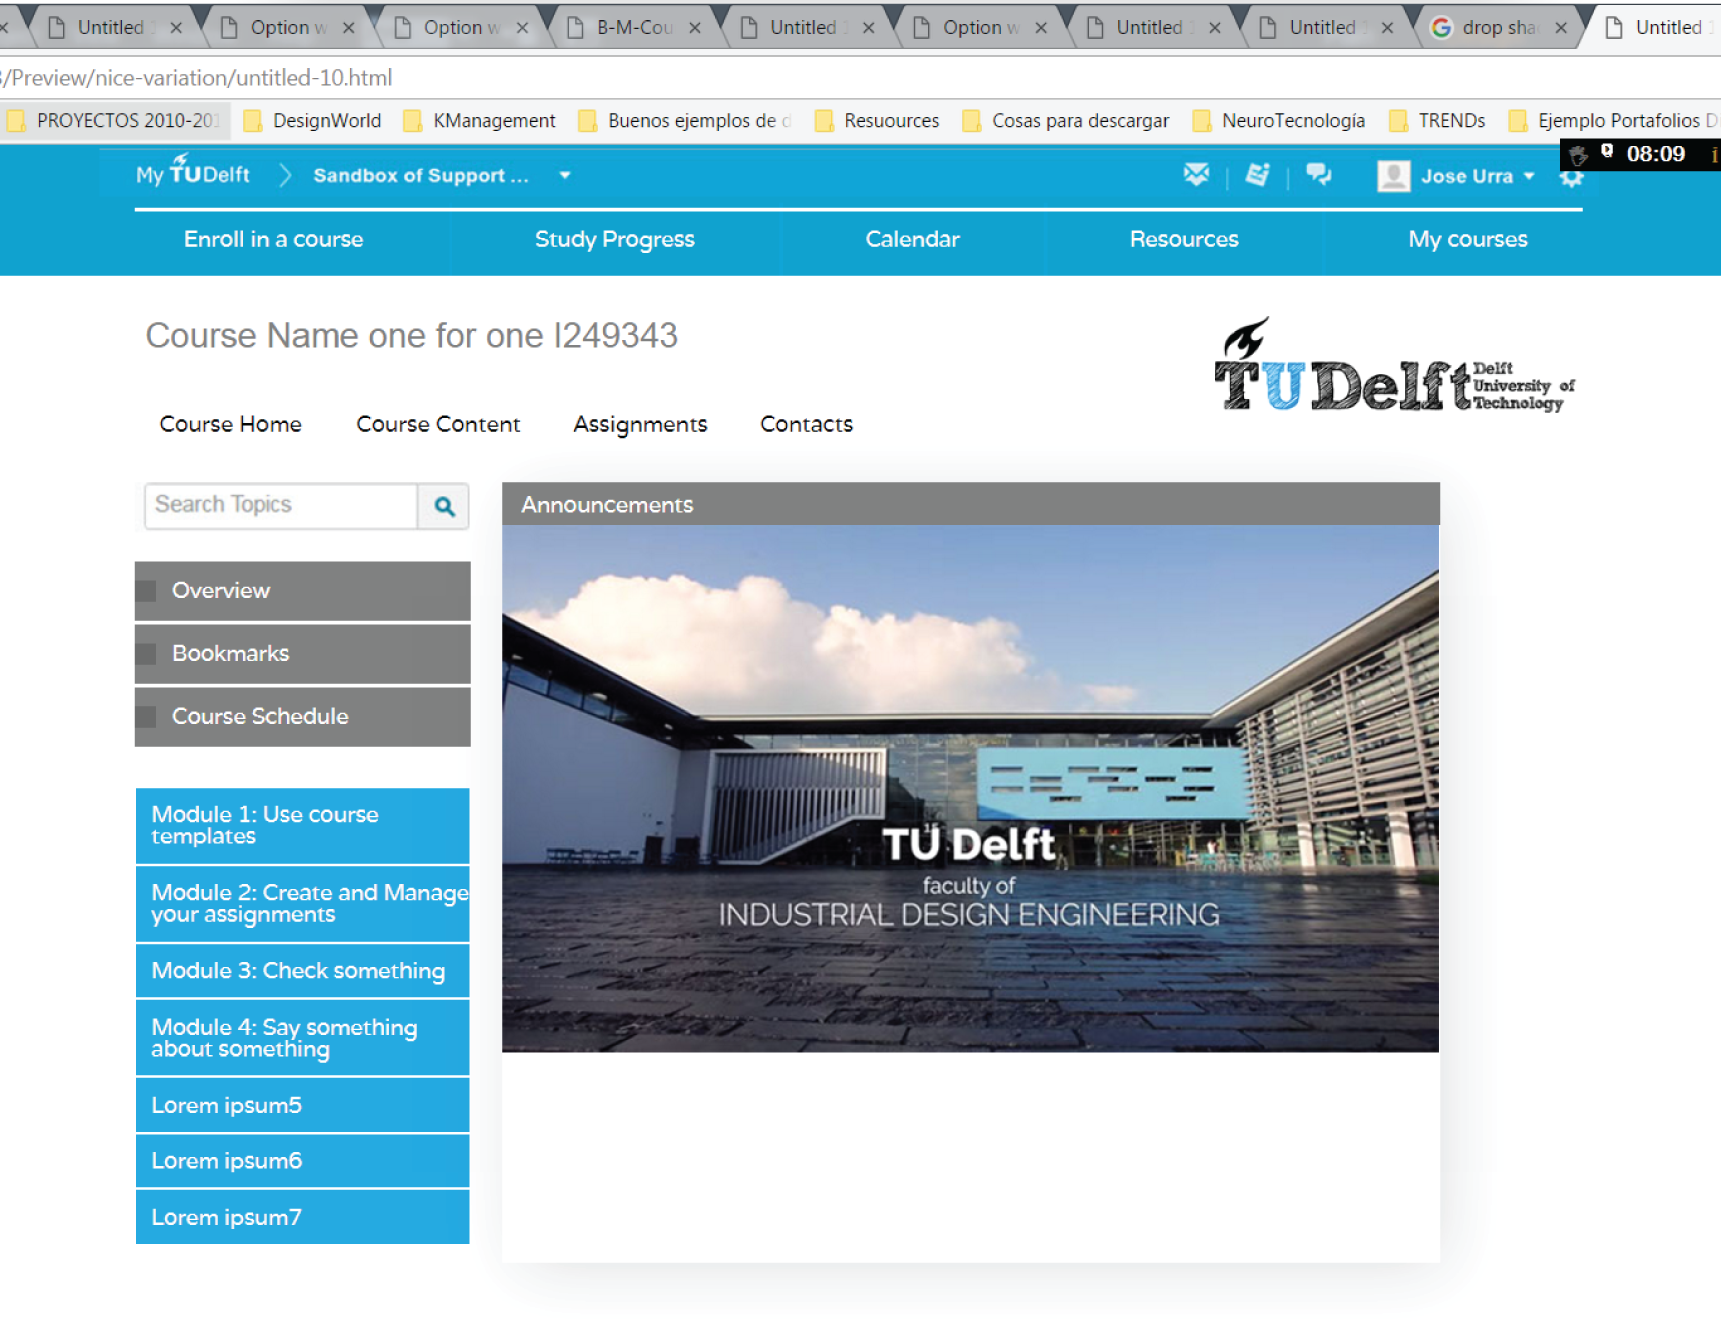 Untitled 1
Option w
Option w
B-M-Cou
Untitled 1
Option w
Untitled 1
Untitled 1
drop sha
Untitled 1
/Preview/nice-variation/untitled-10.html
PROYECTOS 2010-201
DesignWorld
KManagement
Buenos ejemplos de d
Resuources
Cosas para descargar
NeuroTecnología
TRENDs
Ejemplo Portafolios D
08:09
My TUDelft
Sandbox of Support ...
Jose Urra
Enroll in a course
Study Progress
Calendar
Resources
My courses
Course Name one for one I249343
TUDelft
Delft
University of
Technology
Course Home
Course Content
Assignments
Contacts
Search Topics
Announcements
Overview
Bookmarks
Course Schedule
Module 1: Use course
templates
Module 2: Create and Manage
your assignments
Module 3: Check something
Module 4: Say something
about something
Lorem ipsum5
Lorem ipsum6
Lorem ipsum7
TU Delft
faculty of
INDUSTRIAL DESIGN ENGINEERING